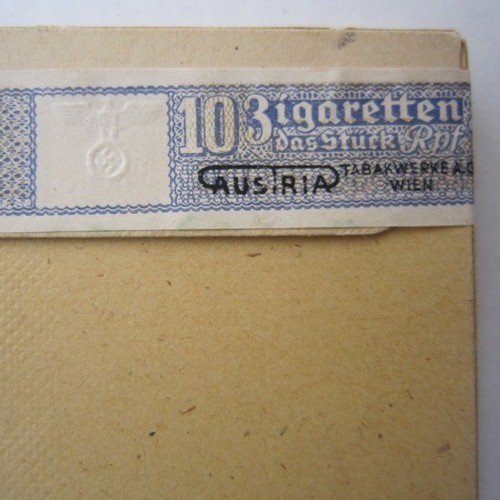 10 Zigaretten
das Stück Rpf
AUSTRIA
TABAKWERKE A.G
WIEN